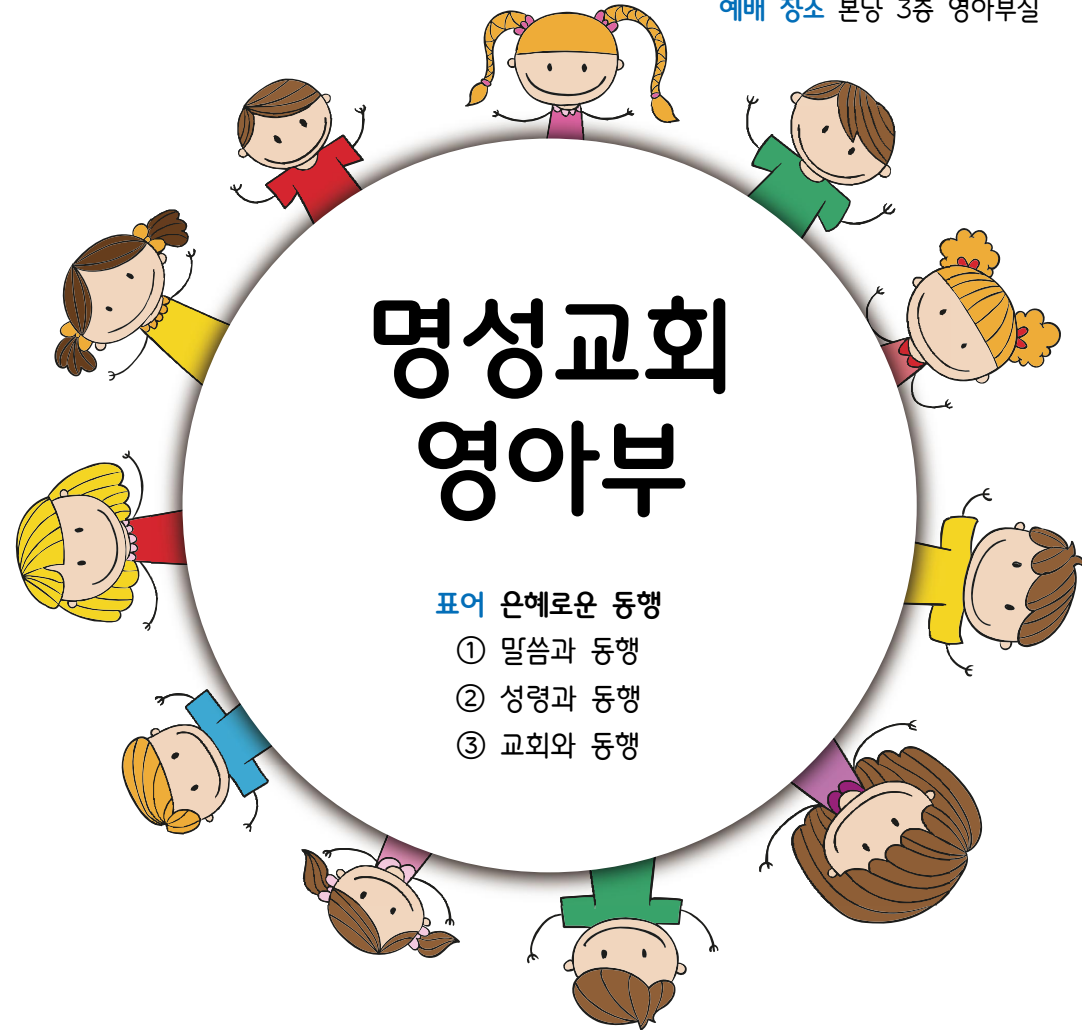 예배 장소 본당 3층 영아부실
명성교회
영아부
표어 은혜로운 동행
① 말씀과 동행
② 성령과 동행
③ 교회와 동행